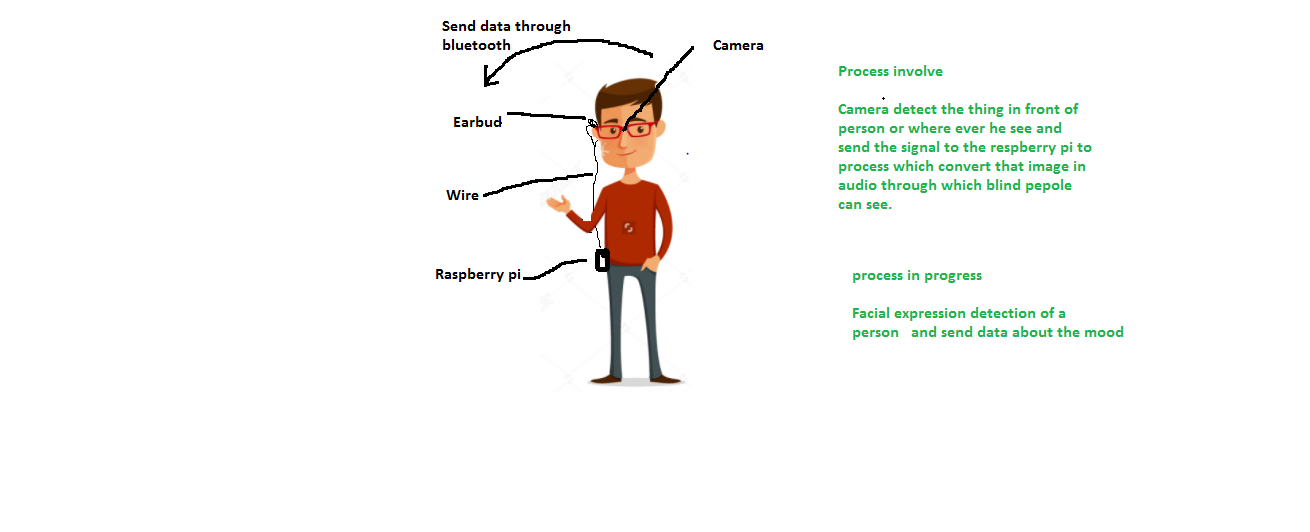 Send data through
bluetooth
Camera
Earbud
Wire
Raspberry pi
Process involve
Camera detect the thing in front of
person or where ever he see and
send the signal to the respberry pi to
process which convert that image in
audio through which blind pepole
can see.
process in progress
Facial expression detection of a
person and send data about the mood